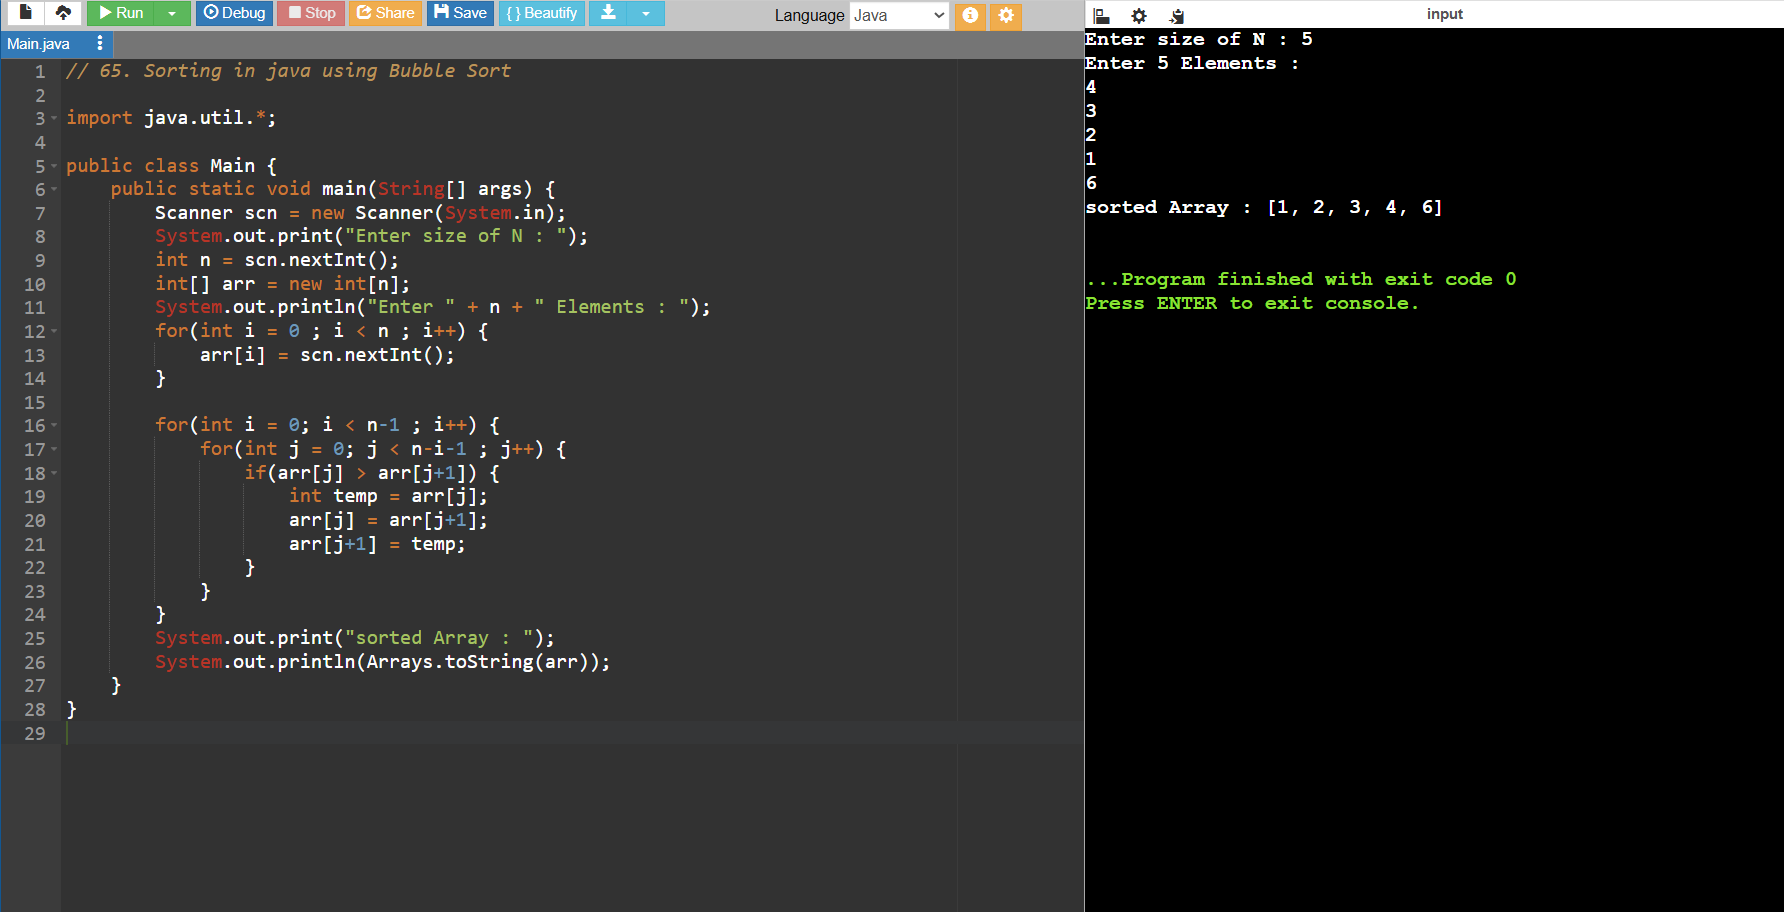 Run Debug Stop Share Save { } Beautify Language Java
Main.java
1 // 65. Sorting in java using Bubble Sort
2
3 import java.util.*;
4
5 public class Main {
6     public static void main(String[] args) {
7         Scanner scn = new Scanner(System.in);
8         System.out.print("Enter size of N : ");
9         int n = scn.nextInt();
10         int[] arr = new int[n];
11         System.out.println("Enter " + n + " Elements : ");
12         for(int i = 0 ; i < n ; i++) {
13             arr[i] = scn.nextInt();
14         }
15
16         for(int i = 0; i < n-1 ; i++) {
17             for(int j = 0; j < n-i-1 ; j++) {
18                 if(arr[j] > arr[j+1]) {
19                     int temp = arr[j];
20                     arr[j] = arr[j+1];
21                     arr[j+1] = temp;
22                 }
23             }
24         }
25         System.out.print("sorted Array : ");
26         System.out.println(Arrays.toString(arr));
27     }
28 }
29
input
Enter size of N : 5
Enter 5 Elements :
4
3
2
1
6
sorted Array : [1, 2, 3, 4, 6]
...Program finished with exit code 0
Press ENTER to exit console.